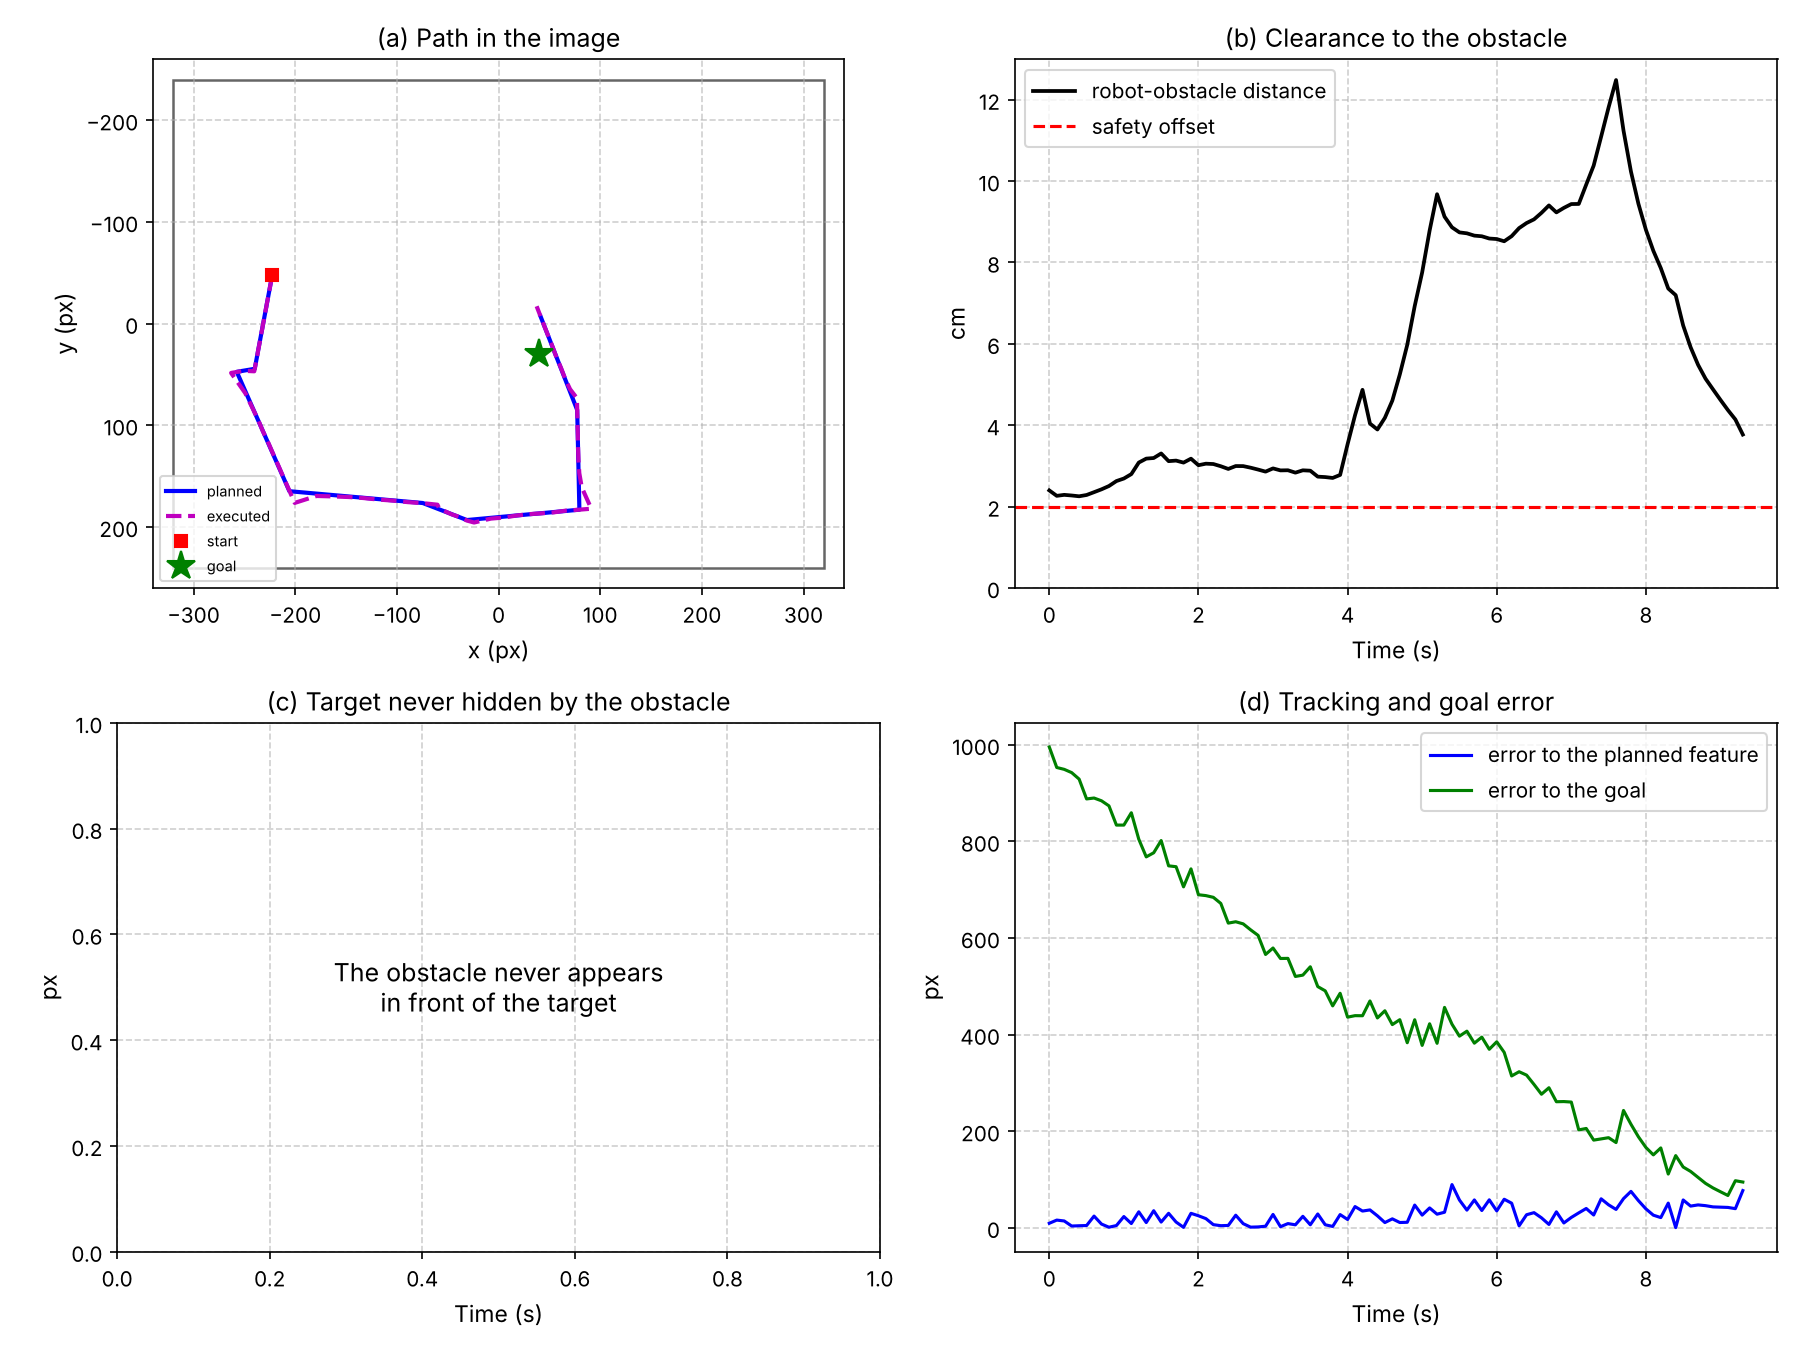 (a) Path in the image
−200
−100
0
100
200
y (px)
planned
executed
start
goal
−300
−200
−100
0
100
200
300
x (px)
(b) Clearance to the obstacle
robot-obstacle distance
safety offset
12
10
8
6
4
2
0
cm
0
2
4
6
8
Time (s)
(c) Target never hidden by the obstacle
1.0
0.8
0.6
0.4
0.2
0.0
px
The obstacle never appears
in front of the target
0.0
0.2
0.4
0.6
0.8
1.0
Time (s)
(d) Tracking and goal error
error to the planned feature
error to the goal
1000
800
600
400
200
0
px
0
2
4
6
8
Time (s)